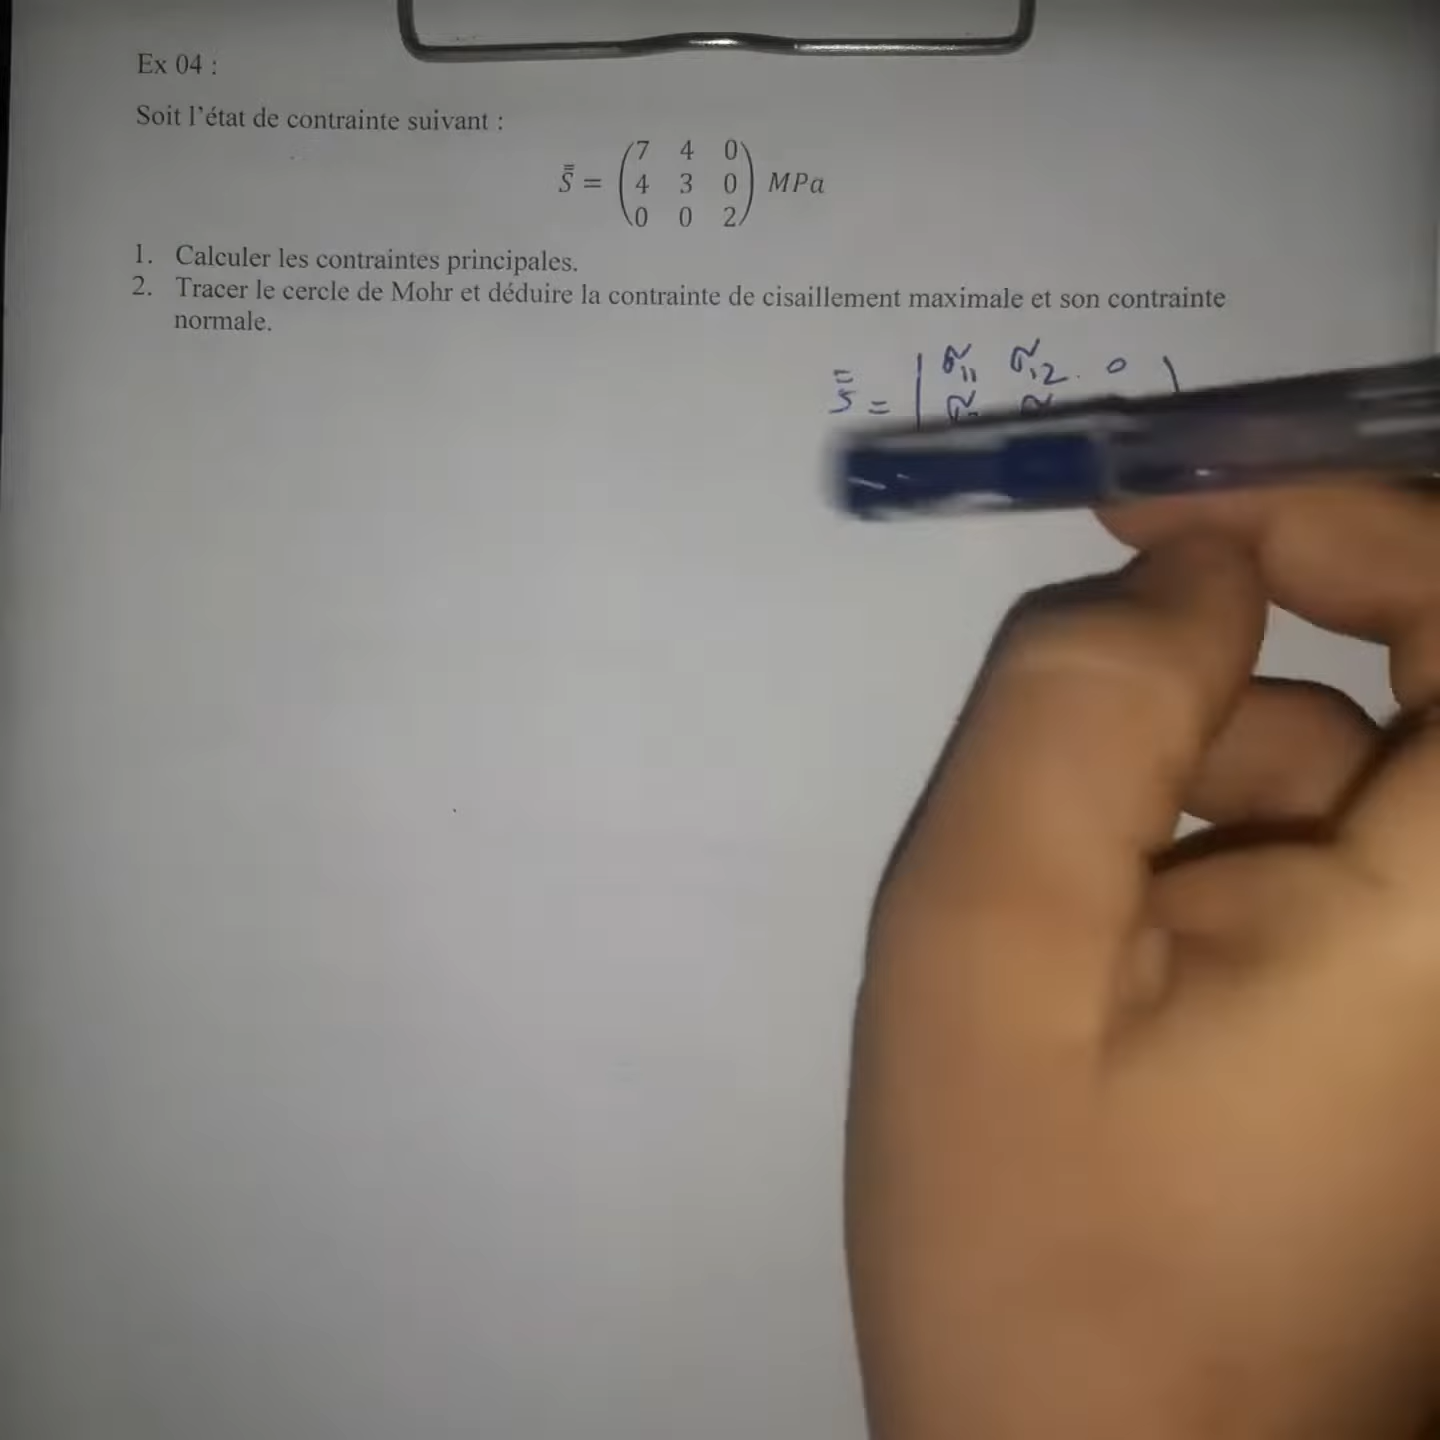 Ex 04 :
Soit l'état de contrainte suivant :
7 4 0
S̿ = 4 3 0 MPa
0 0 2
1. Calculer les contraintes principales.
2. Tracer le cercle de Mohr et déduire la contrainte de cisaillement maximale et son contrainte
normale.
σ11 σ12 0
S̿ =